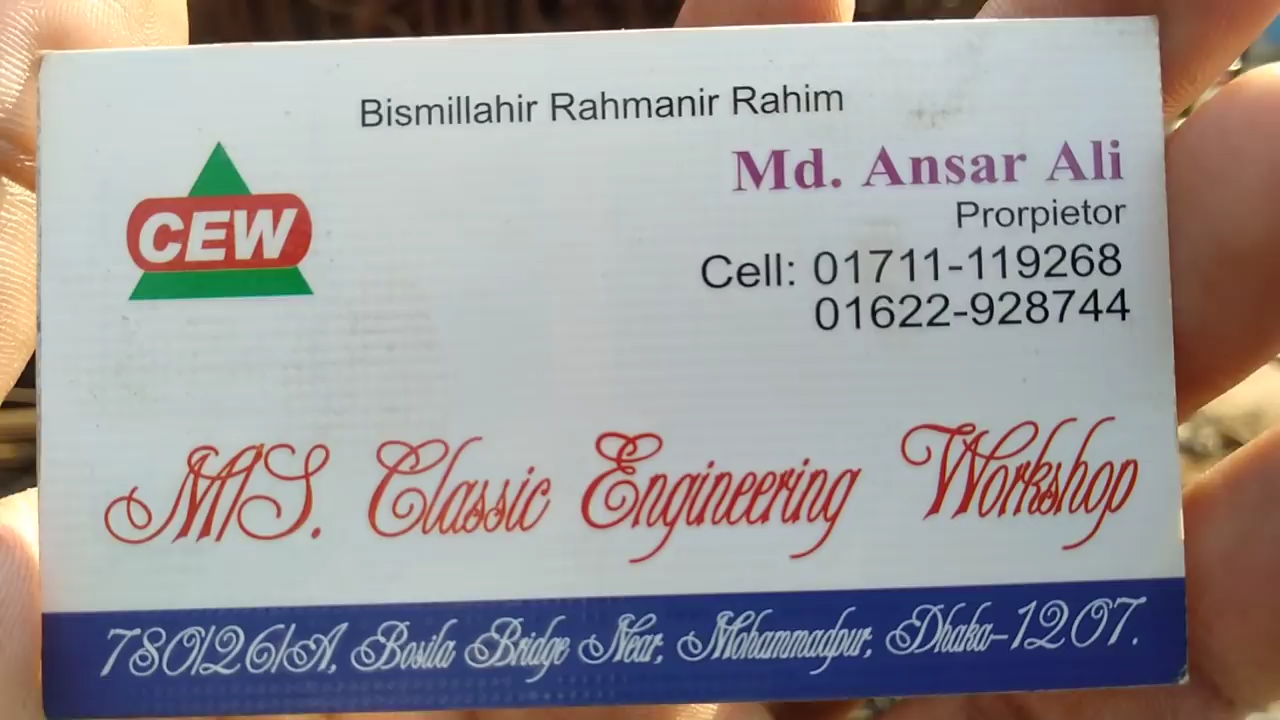 Bismillahir Rahmanir Rahim
CEW
Md. Ansar Ali
Prorpietor
Cell: 01711-119268
01622-928744
M/S. Classic Engineering Workshop
780/26/A, Bosila Bridge Near, Mohammadpur, Dhaka-1207.